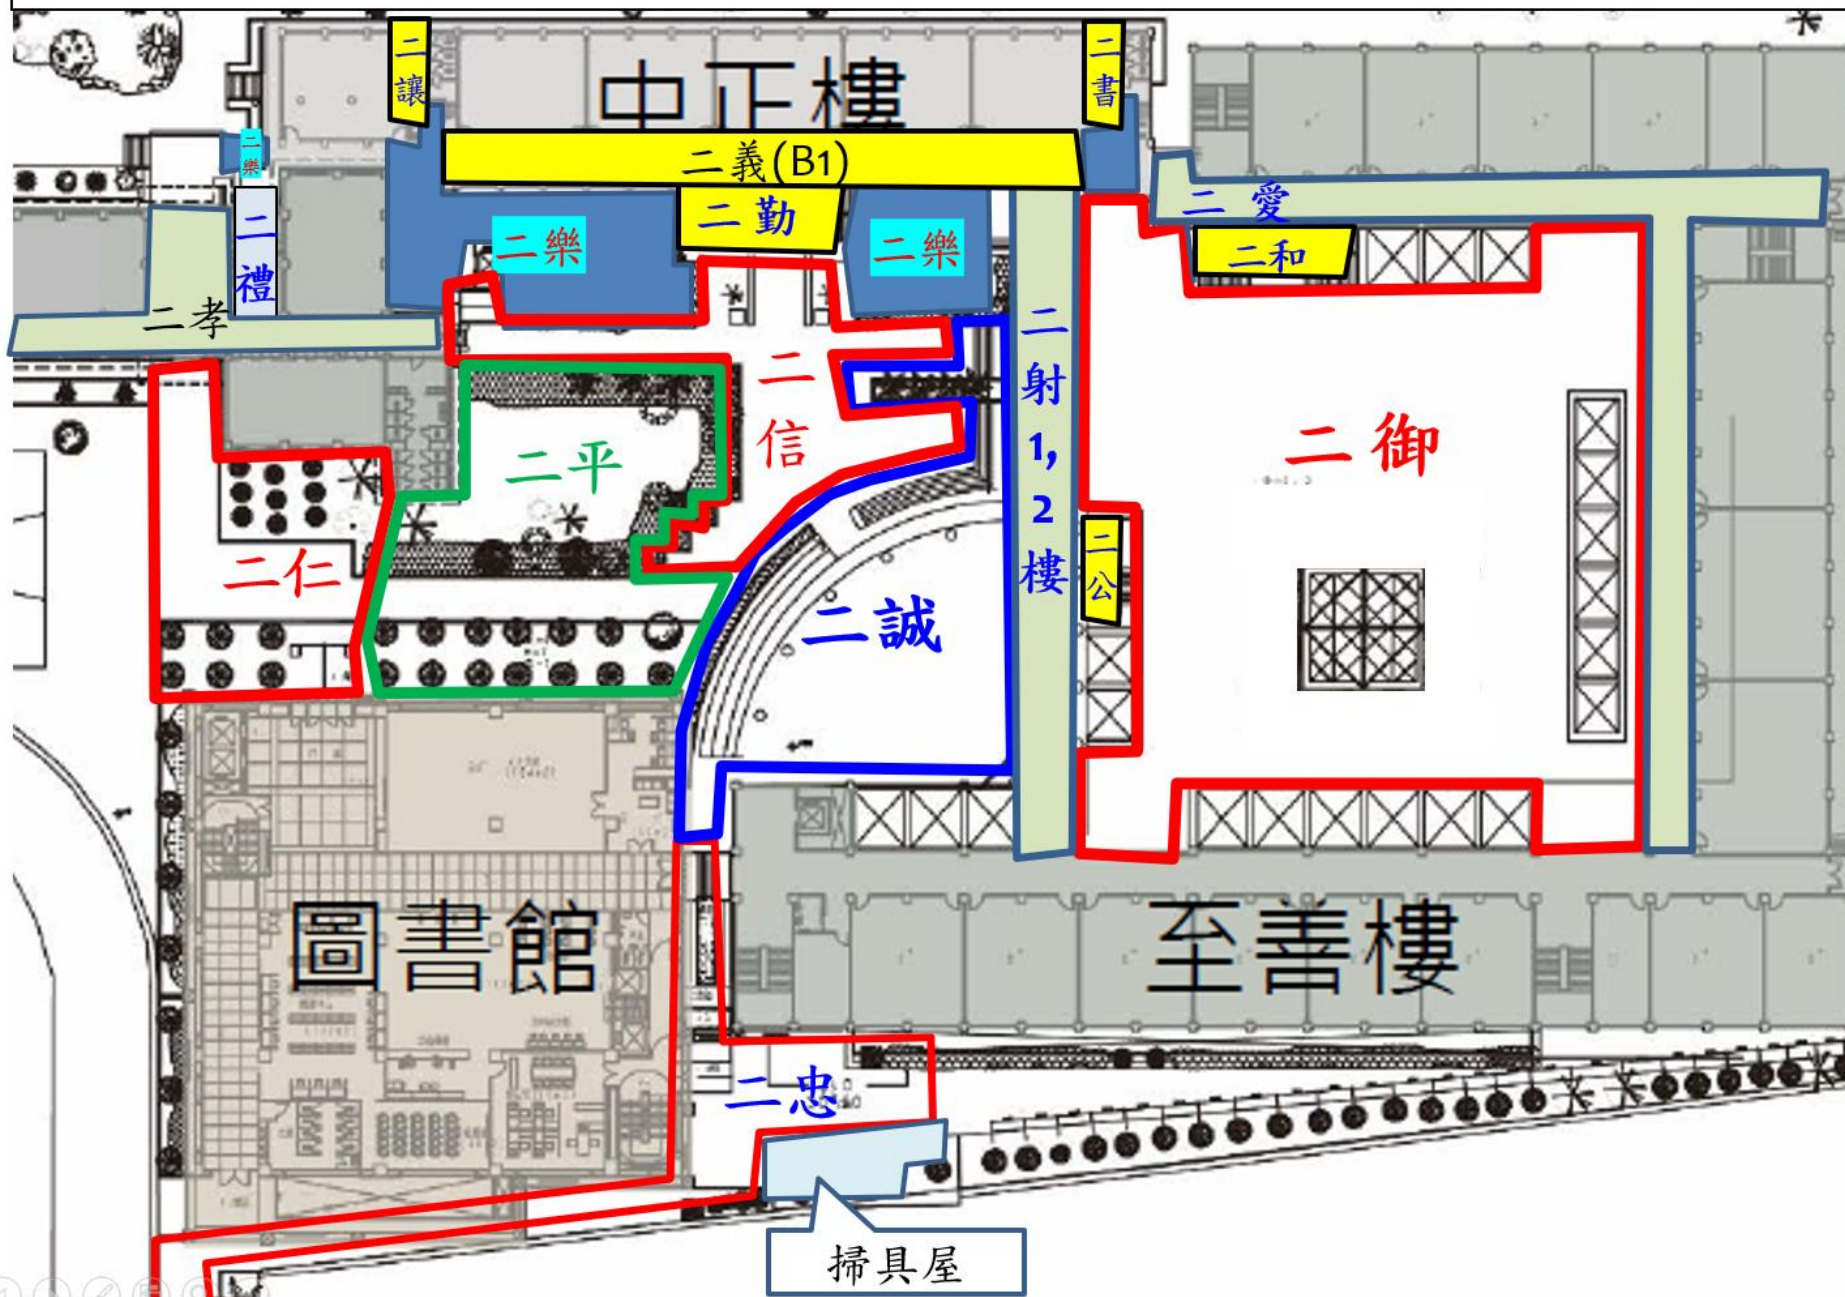 二讓
中正樓
二書
二樂
二義(B1)
二禮
二樂
二勤
二樂
二愛
二和
二孝
二信
二射1,2樓
二平
二御
二仁
二公
二誠
圖書館
至善樓
二忠
掃具屋